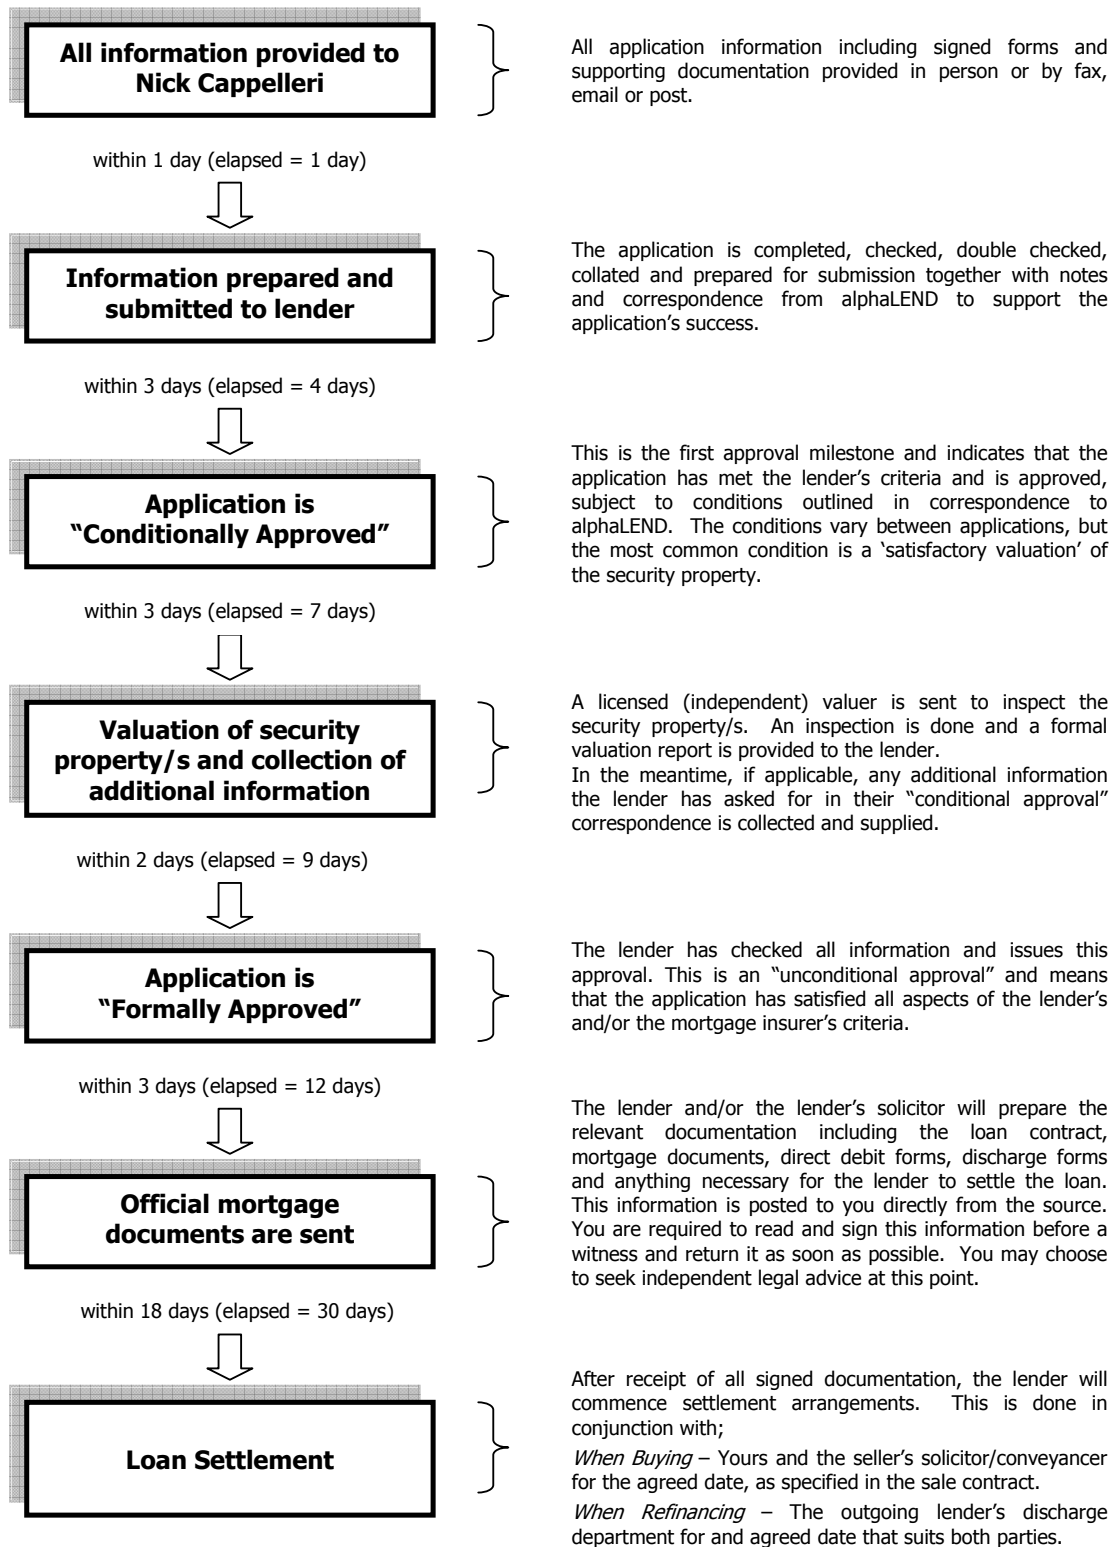 All information provided to
Nick Cappelleri
All application information including signed forms and
supporting documentation provided in person or by fax,
email or post.
within 1 day (elapsed = 1 day)
Information prepared and
submitted to lender
The application is completed, checked, double checked,
collated and prepared for submission together with notes
and correspondence from alphaLEND to support the
application’s success.
within 3 days (elapsed = 4 days)
Application is
“Conditionally Approved”
This is the first approval milestone and indicates that the
application has met the lender’s criteria and is approved,
subject to conditions outlined in correspondence to
alphaLEND. The conditions vary between applications, but
the most common condition is a ‘satisfactory valuation’ of
the security property.
within 3 days (elapsed = 7 days)
Valuation of security
property/s and collection of
additional information
A licensed (independent) valuer is sent to inspect the
security property/s. An inspection is done and a formal
valuation report is provided to the lender.
In the meantime, if applicable, any additional information
the lender has asked for in their “conditional approval”
correspondence is collected and supplied.
within 2 days (elapsed = 9 days)
Application is
“Formally Approved”
The lender has checked all information and issues this
approval. This is an “unconditional approval” and means
that the application has satisfied all aspects of the lender’s
and/or the mortgage insurer’s criteria.
within 3 days (elapsed = 12 days)
Official mortgage
documents are sent
The lender and/or the lender’s solicitor will prepare the
relevant documentation including the loan contract,
mortgage documents, direct debit forms, discharge forms
and anything necessary for the lender to settle the loan.
This information is posted to you directly from the source.
You are required to read and sign this information before a
witness and return it as soon as possible. You may choose
to seek independent legal advice at this point.
within 18 days (elapsed = 30 days)
Loan Settlement
After receipt of all signed documentation, the lender will
commence settlement arrangements. This is done in
conjunction with;
When Buying – Yours and the seller’s solicitor/conveyancer
for the agreed date, as specified in the sale contract.
When Refinancing – The outgoing lender’s discharge
department for and agreed date that suits both parties.